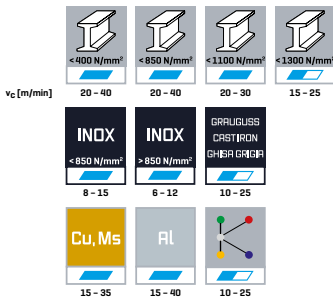 <400 N/mm² <850 N/mm² <1100 N/mm² <1300 N/mm²
vc [m/min] 20 – 40 20 – 40 20 – 30 15 – 25
INOX INOX GRAUGUSS
CAST IRON
GHISA GRIGIA
<850 N/mm² >850 N/mm²
8 – 15 6 – 12 10 – 25
Cu, Ms Al
15 – 35 15 – 40 10 – 25